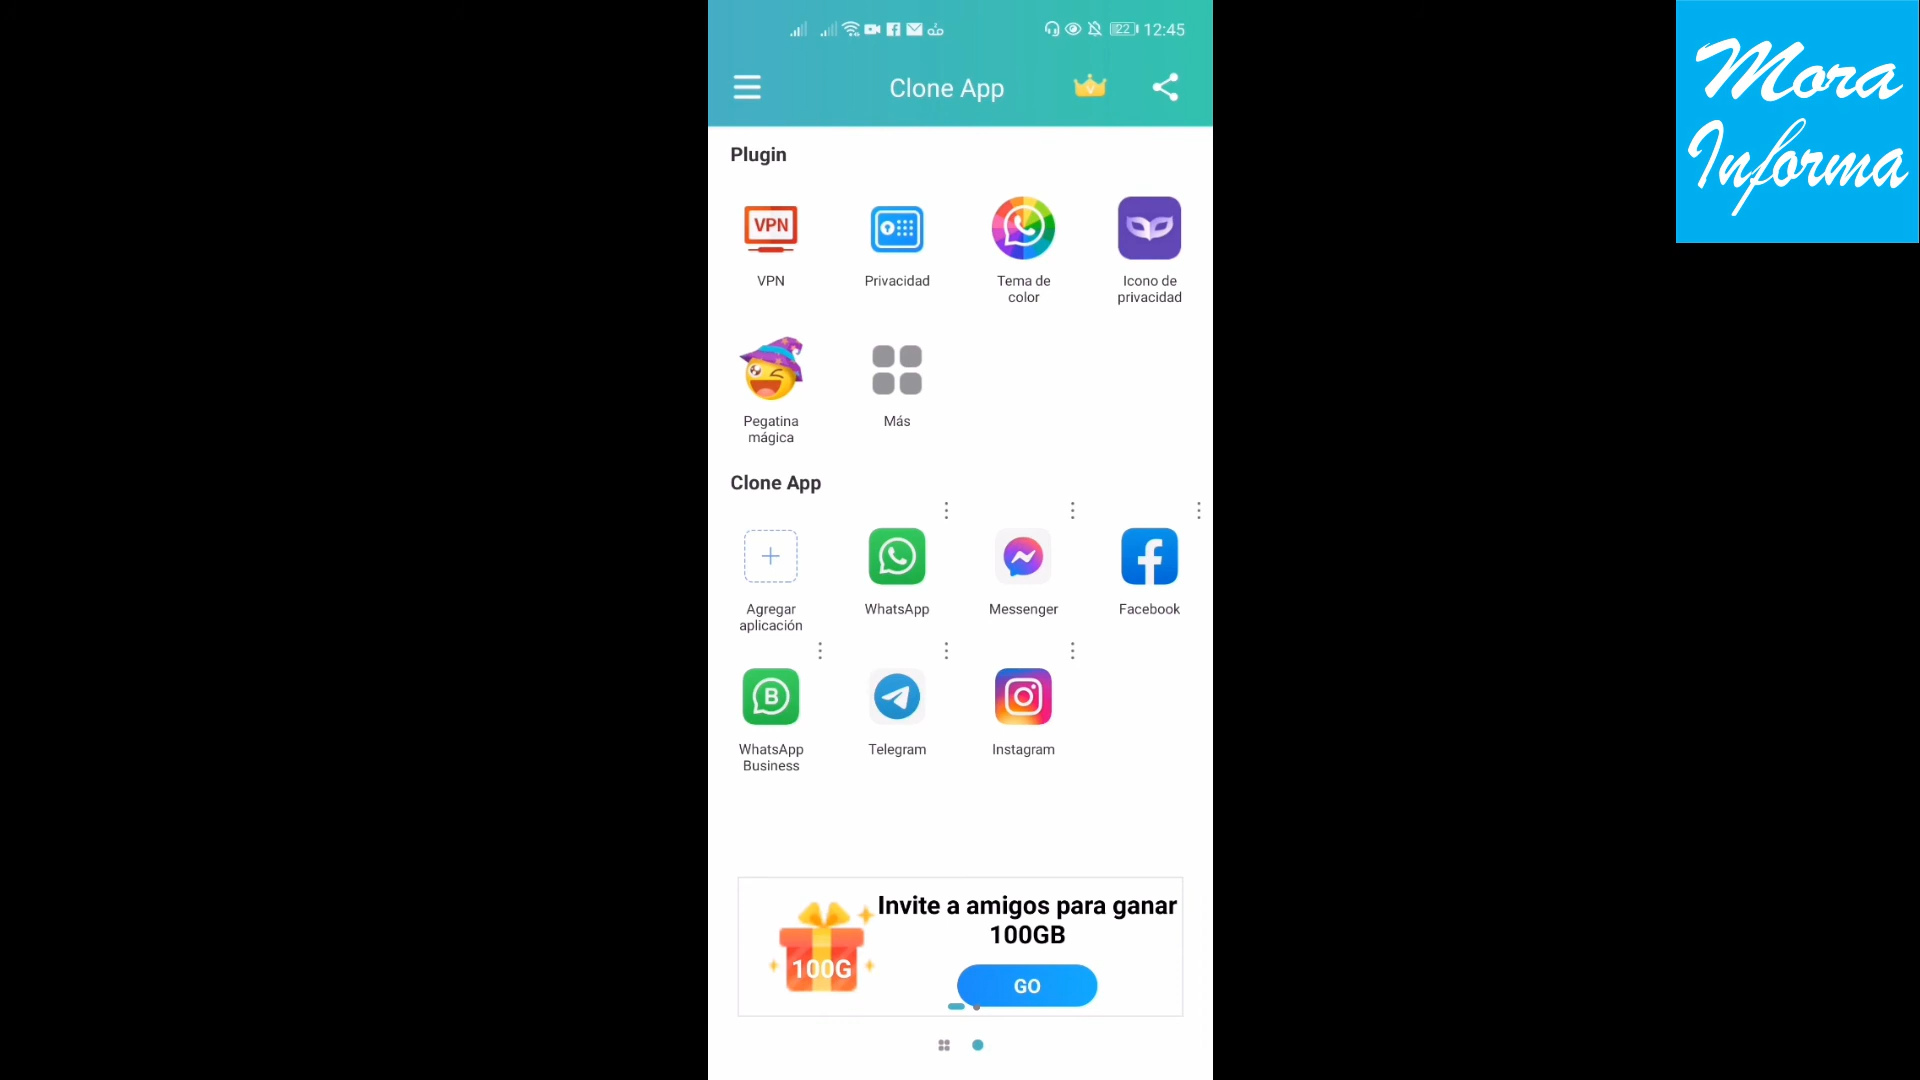 22 12:45
Clone App
Mora
Informa
Plugin
VPN
VPN
Privacidad
Tema de
color
Icono de
privacidad
Pegatina
mágica
Más
Clone App
Agregar
aplicación
WhatsApp
Messenger
Facebook
B
WhatsApp
Business
Telegram
Instagram
Invite a amigos para ganar
100GB
100G
GO